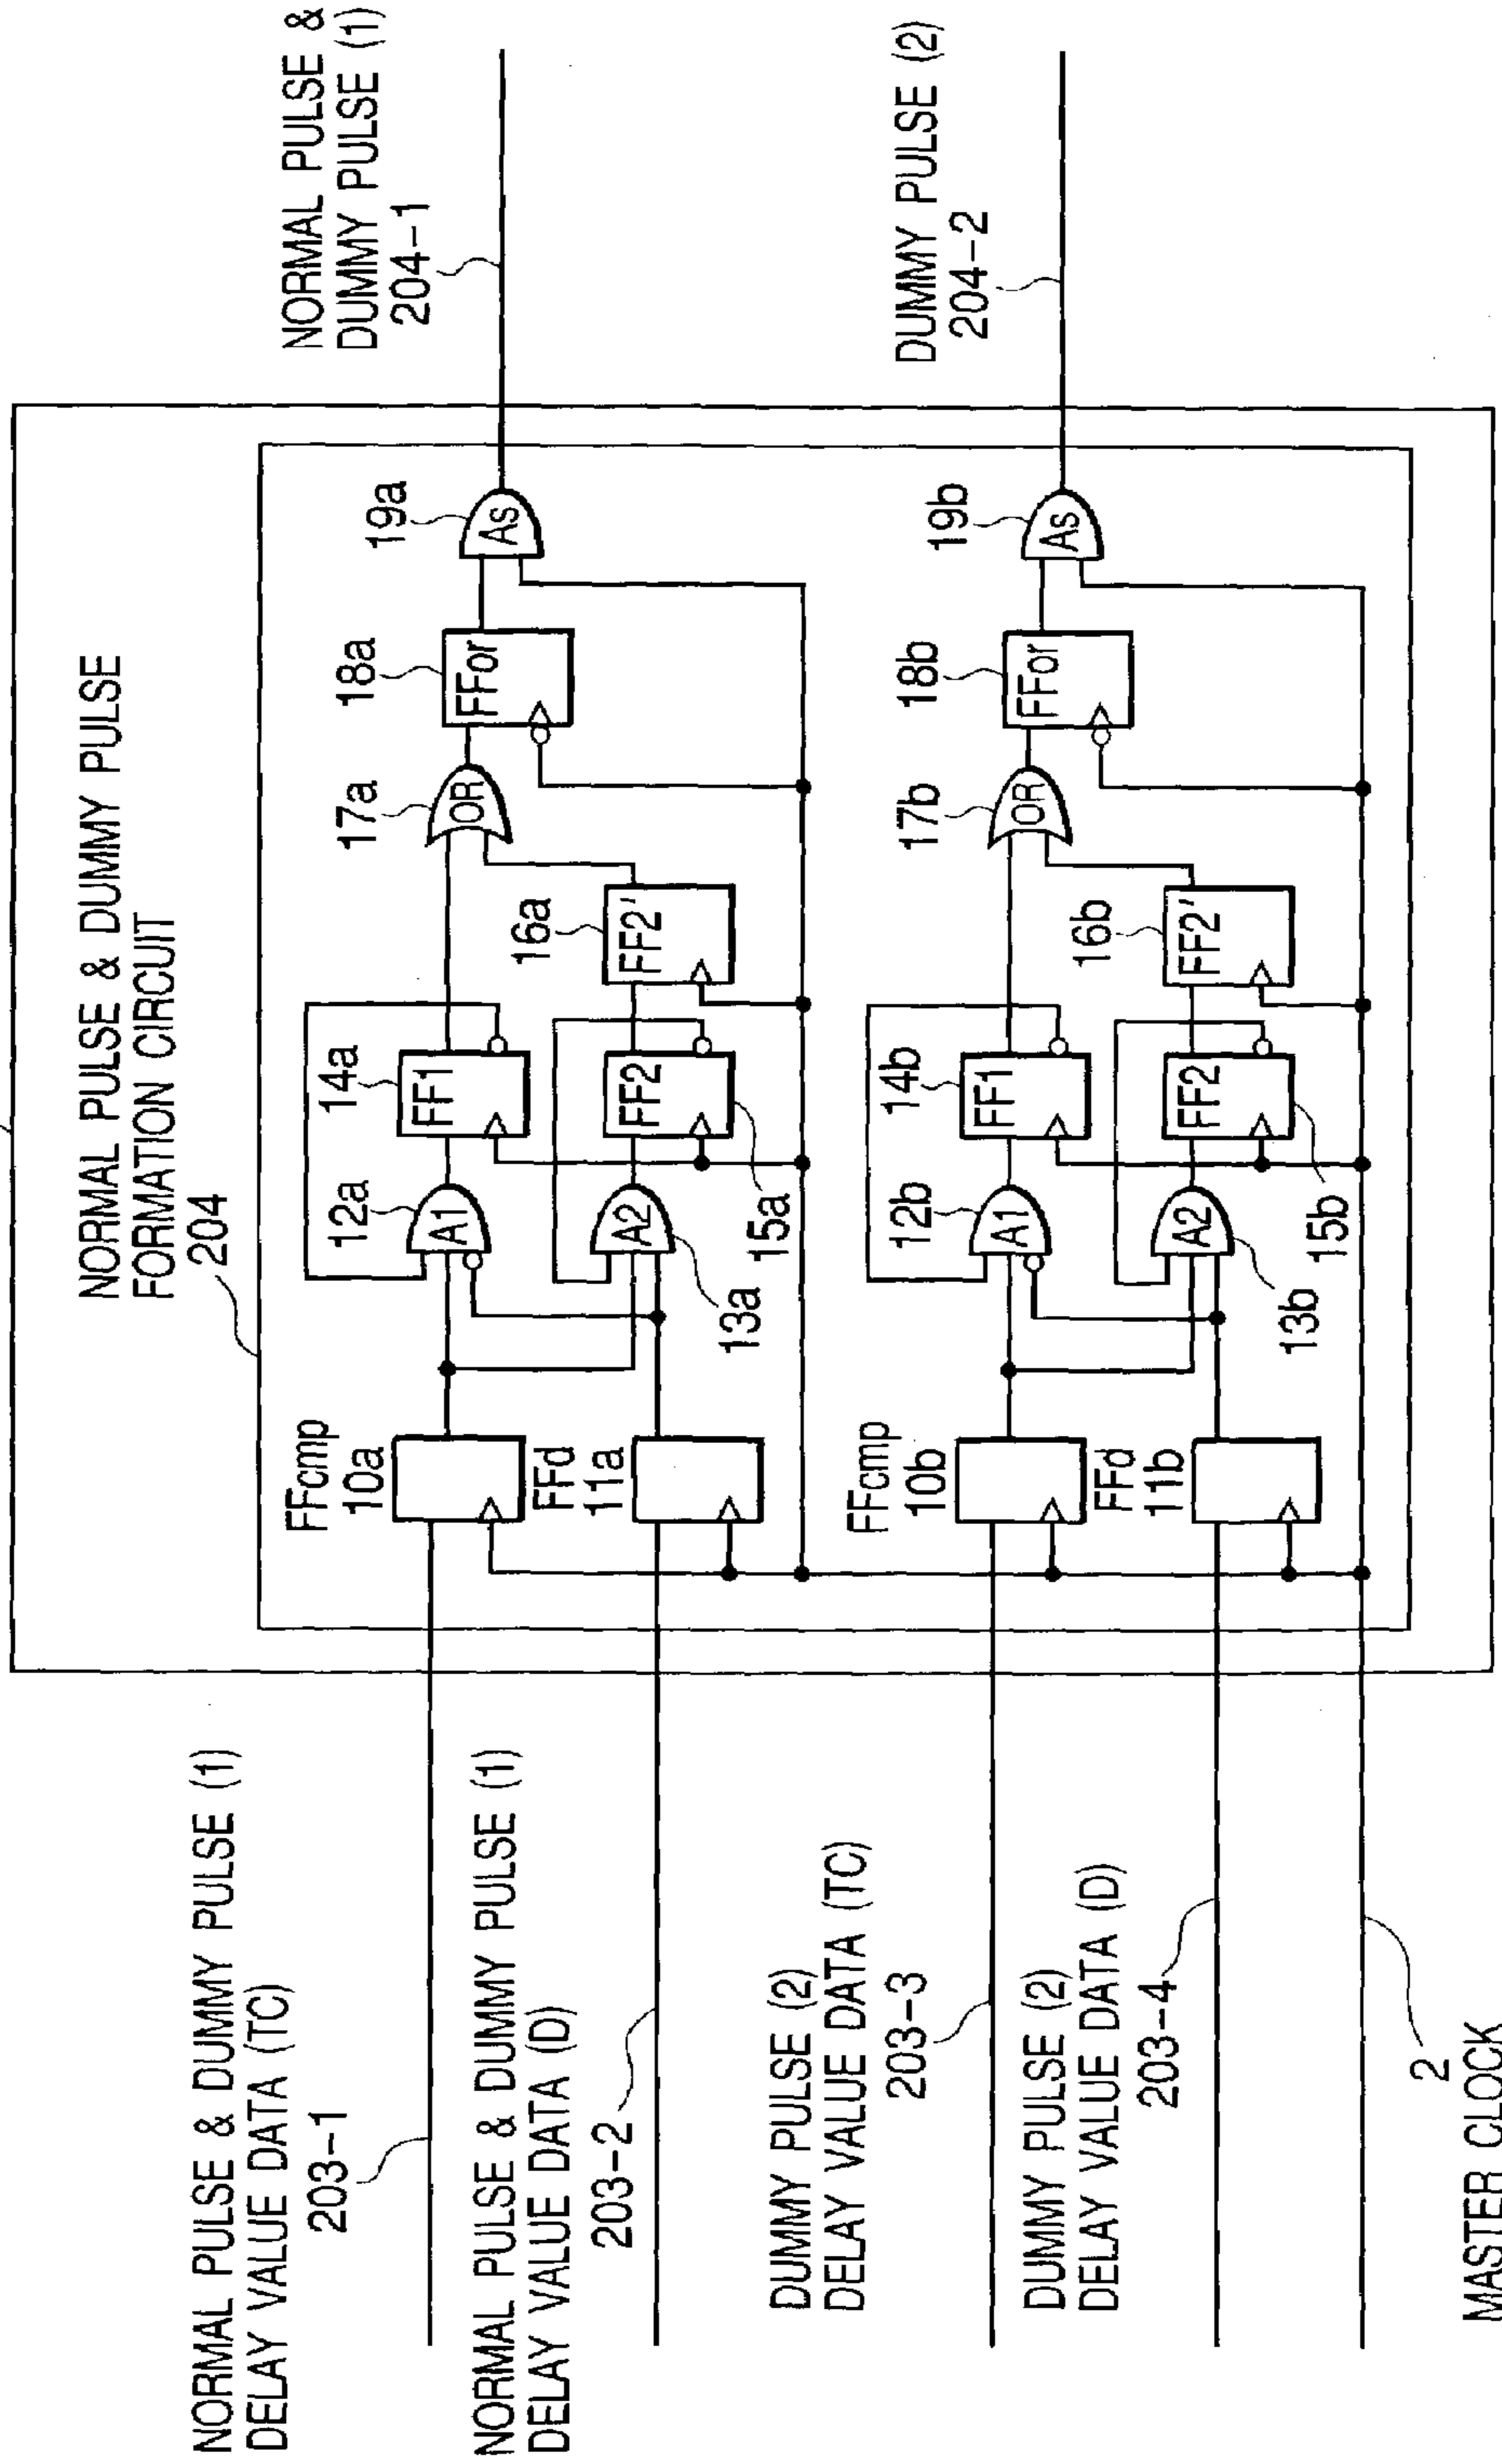 NORMAL PULSE & DUMMY PULSE
FORMATION CIRCUIT
204
NORMAL PULSE & DUMMY PULSE (1)
DELAY VALUE DATA (TC)
203-1
NORMAL PULSE & DUMMY PULSE (1)
DELAY VALUE DATA (D)
203-2
DUMMY PULSE (2)
DELAY VALUE DATA (TC)
203-3
DUMMY PULSE (2)
DELAY VALUE DATA (D)
203-4
2
MASTER CLOCK
FFcmp
10a
FFd
11a
12a
A1
A2
13a
14a
FF1
FF2
15a
16a
FF2'
17a
OR
18a
FFor
19a
As
NORMAL PULSE &
DUMMY PULSE (1)
204-1
FFcmp
10b
FFd
11b
12b
A1
A2
13b
14b
FF1
FF2
15b
16b
FF2'
17b
OR
18b
FFor
19b
As
DUMMY PULSE (2)
204-2